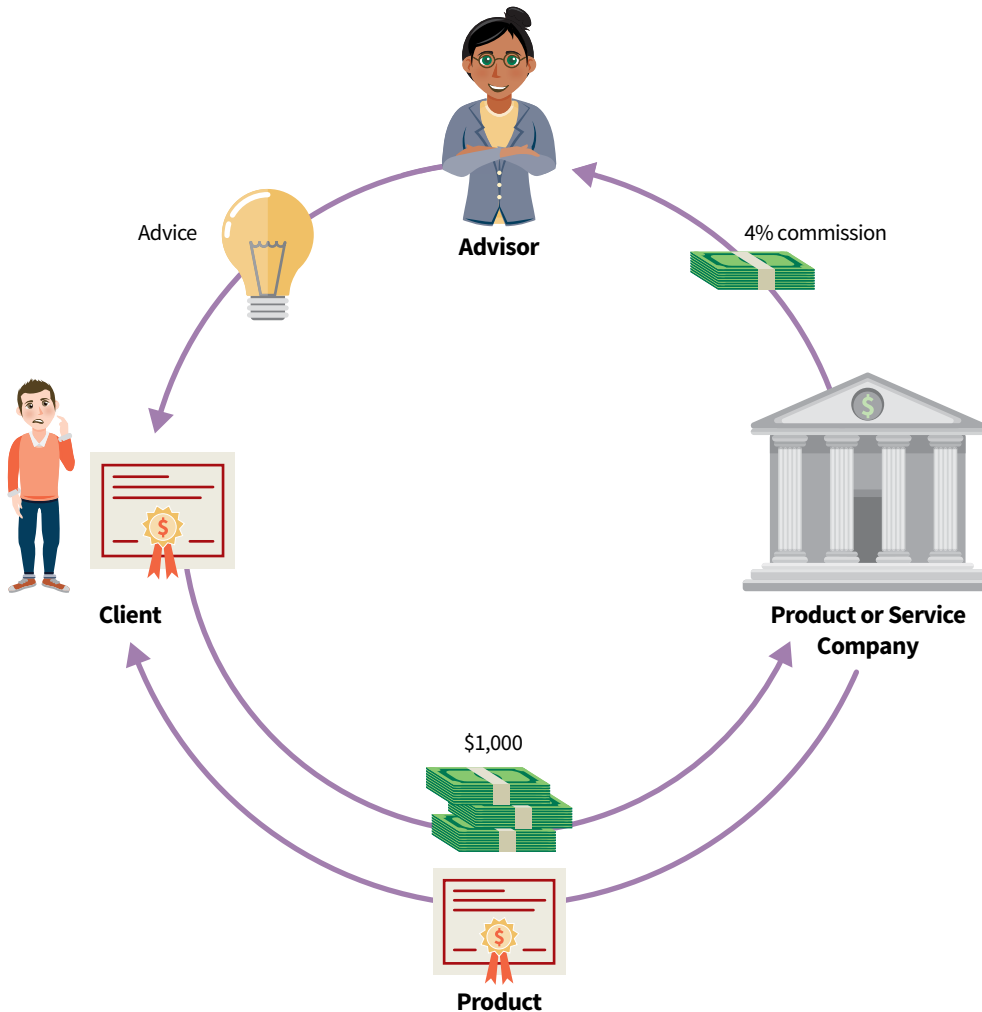 Advisor
Advice
4% commission
$
$
Client
Product or Service
Company
$1,000
$
Product